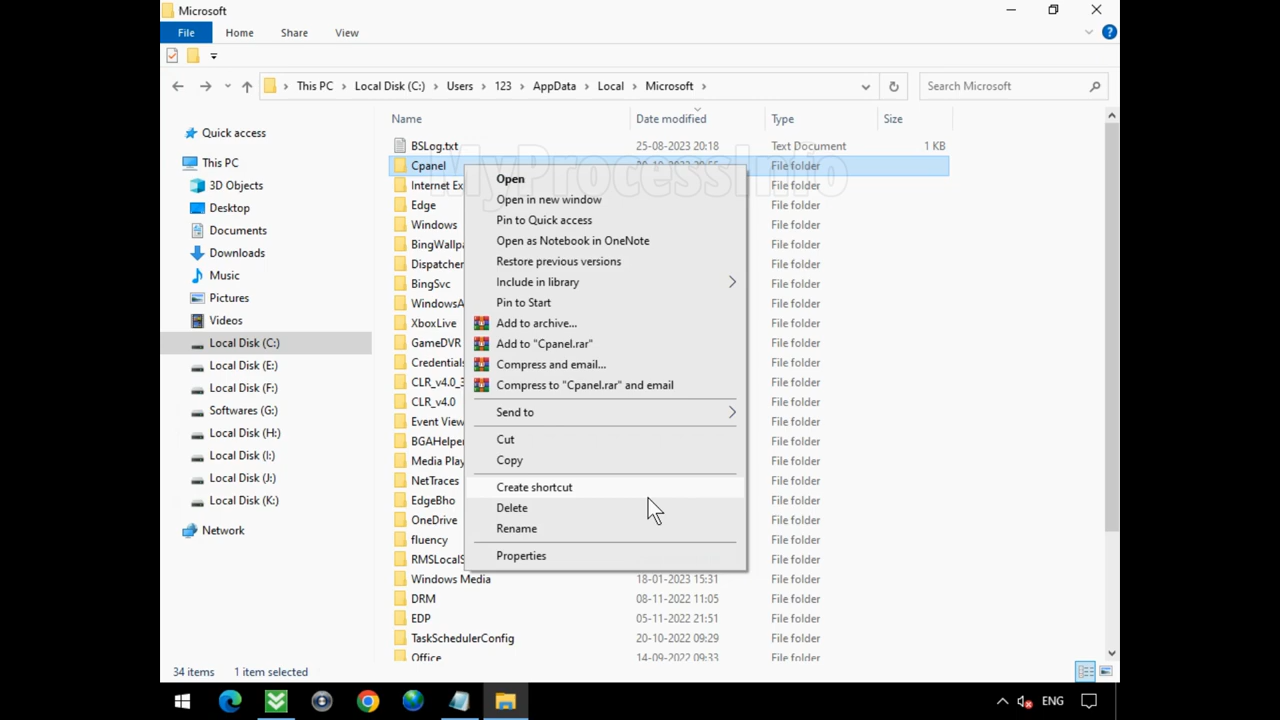 Microsoft
File Home Share View
This PC Local Disk (C:) Users 123 AppData Local Microsoft
Search Microsoft
Quick access
This PC
3D Objects
Desktop
Documents
Downloads
Music
Pictures
Videos
Local Disk (C:)
Local Disk (E:)
Local Disk (F:)
Softwares (G:)
Local Disk (H:)
Local Disk (I:)
Local Disk (J:)
Local Disk (K:)
Network
Name Date modified Type Size
BSLog.txt 25-08-2023 20:18 Text Document 1 KB
MyProcessInfo
Cpanel File folder
Internet Ex File folder
Edge File folder
Windows File folder
BingWallpa File folder
Dispatcher File folder
BingSvc File folder
WindowsA File folder
XboxLive File folder
GameDVR File folder
Credentials File folder
CLR_v4.0_3 File folder
CLR_v4.0 File folder
Event View File folder
BGAHelper File folder
Media Play File folder
NetTraces File folder
EdgeBho File folder
OneDrive File folder
fluency File folder
RMSLocalS File folder
Windows Media 18-01-2023 15:31 File folder
DRM 08-11-2022 11:05 File folder
EDP 05-11-2022 21:51 File folder
TaskSchedulerConfig 20-10-2022 09:29 File folder
Office 14-09-2022 09:33 File folder
Open
Open in new window
Pin to Quick access
Open as Notebook in OneNote
Restore previous versions
Include in library
Pin to Start
Add to archive...
Add to "Cpanel.rar"
Compress and email...
Compress to "Cpanel.rar" and email
Send to
Cut
Copy
Create shortcut
Delete
Rename
Properties
34 items 1 item selected
ENG